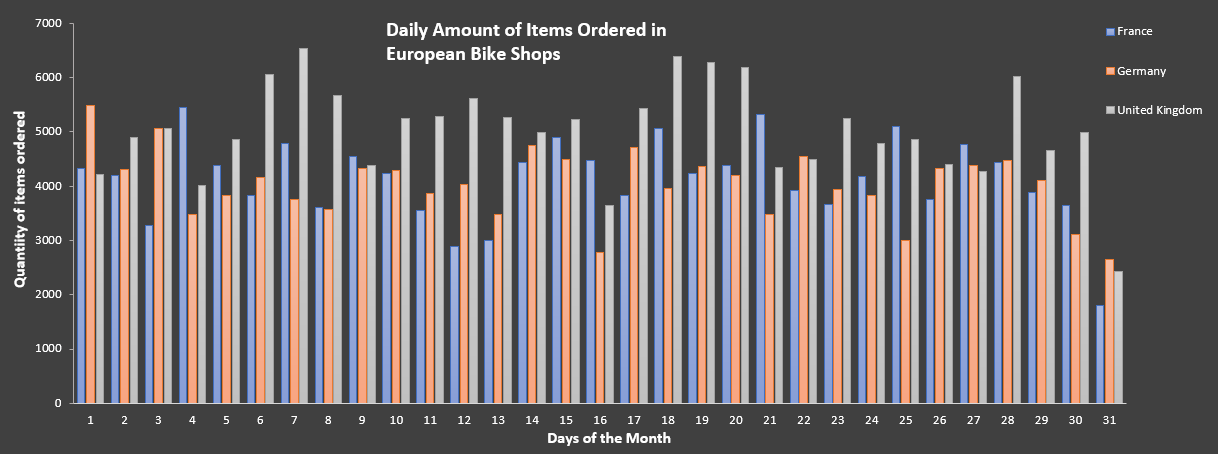 Daily Amount of Items Ordered in
European Bike Shops
France
Germany
United Kingdom
Quantiity of items ordered
7000
6000
5000
4000
3000
2000
1000
0
1 2 3 4 5 6 7 8 9 10 11 12 13 14 15 16 17 18 19 20 21 22 23 24 25 26 27 28 29 30 31
Days of the Month